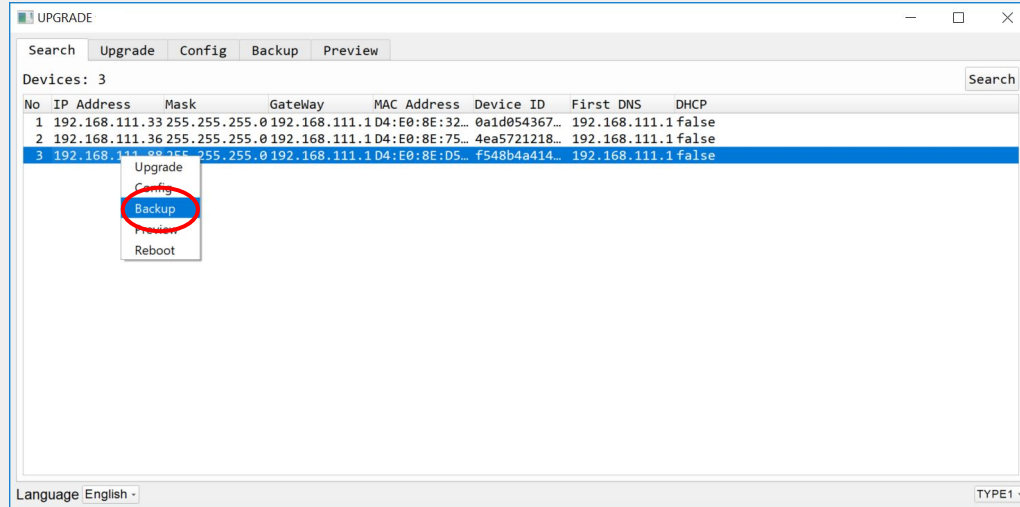 UPGRADE
Search Upgrade Config Backup Preview
Devices: 3 Search
No IP Address Mask GateWay MAC Address Device ID First DNS DHCP
1 192.168.111.33 255.255.255.0 192.168.111.1 D4:E0:8E:32… 0a1d054367… 192.168.111.1 false
2 192.168.111.36 255.255.255.0 192.168.111.1 D4:E0:8E:75… 4ea5721218… 192.168.111.1 false
3 192.168.111.88 255.255.255.0 192.168.111.1 D4:E0:8E:D5… f548b4a414… 192.168.111.1 false
Upgrade
Config
Backup
Preview
Reboot
Language English TYPE1